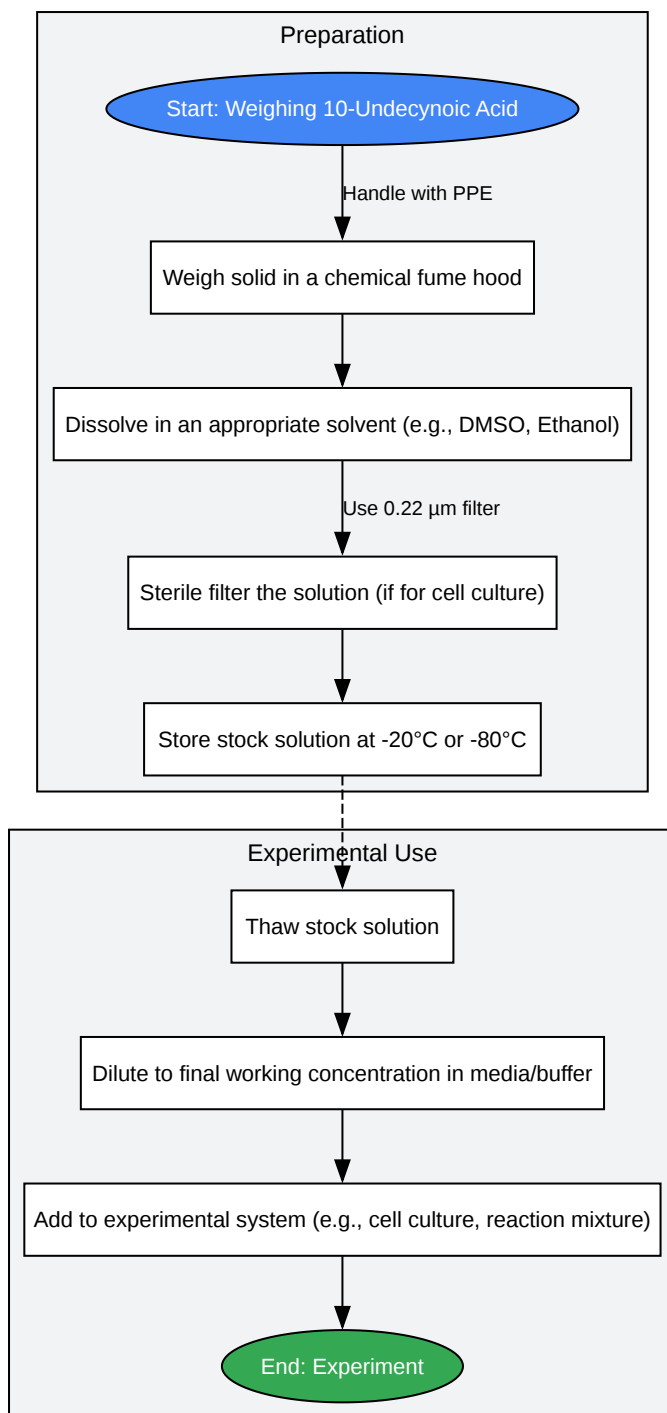 Preparation
Start: Weighing 10-Undecynoic Acid
Handle with PPE
Weigh solid in a chemical fume hood
Dissolve in an appropriate solvent (e.g., DMSO, Ethanol)
Use 0.22 µm filter
Sterile filter the solution (if for cell culture)
Store stock solution at -20°C or -80°C
Experimental Use
Thaw stock solution
Dilute to final working concentration in media/buffer
Add to experimental system (e.g., cell culture, reaction mixture)
End: Experiment